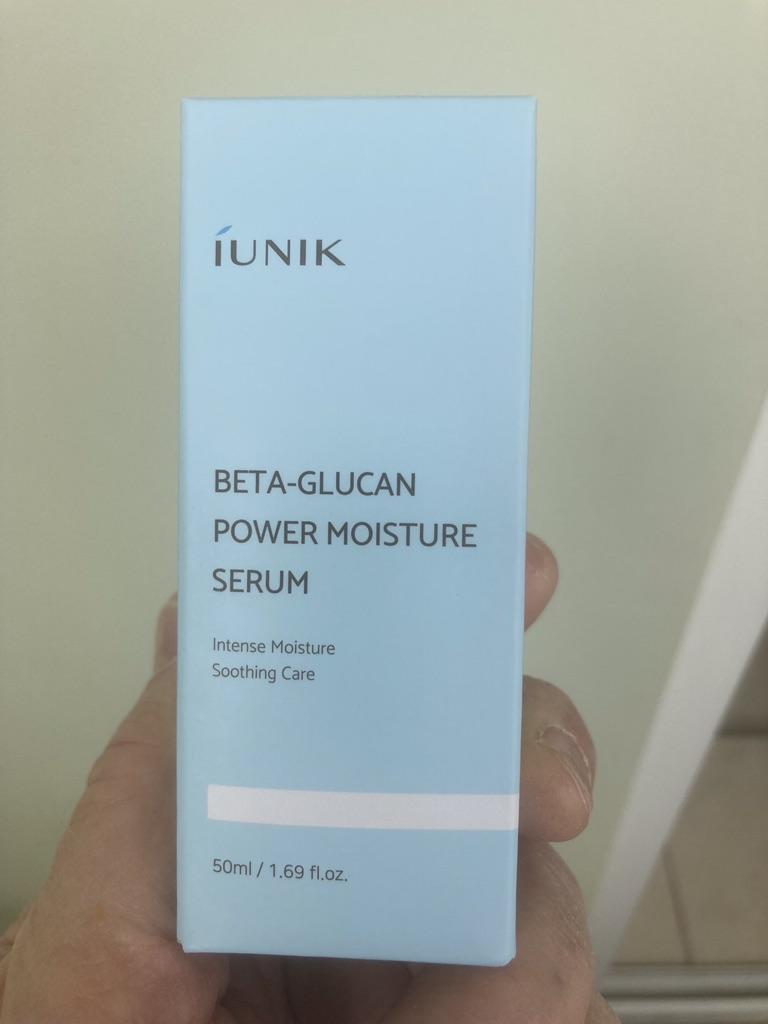 iUNIK
BETA-GLUCAN
POWER MOISTURE
SERUM
Intense Moisture
Soothing Care
50ml / 1.69 fl.oz.